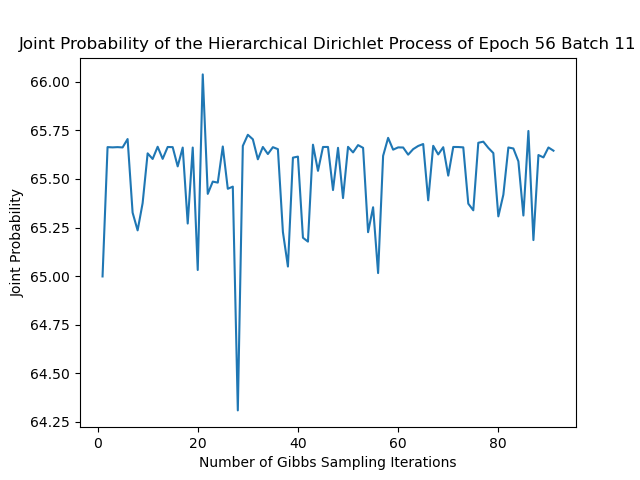 Joint Probability of the Hierarchical Dirichlet Process of Epoch 56 Batch 11
66.00
65.75
65.50
65.25
65.00
64.75
64.50
64.25
Joint Probability
0 20 40 60 80
Number of Gibbs Sampling Iterations